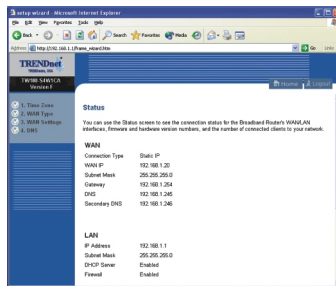 setup wizard - Microsoft Internet Explorer
File Edit View Favorites Tools Help
Back Search Favorites Media
Address http://192.168.1.1/frame_wizard.htm Go Links
TRENDnet
TRENDware, USA
TW100-S4W1CA
Version F
Home Logout
1. Time Zone
2. WAN Type
3. WAN Settings
4. DNS
Status
You can use the Status screen to see the connection status for the Broadband Router's WAN/LAN
interfaces, firmware and hardware version numbers, and the number of connected clients to your network.
WAN
Connection Type Static IP
WAN IP 192.168.1.20
Subnet Mask 255.255.255.0
Gateway 192.168.1.254
DNS 192.168.1.245
Secondary DNS 192.168.1.246
LAN
IP Address 192.168.1.1
Subnet Mask 255.255.255.0
DHCP Server Enabled
Firewall Enabled